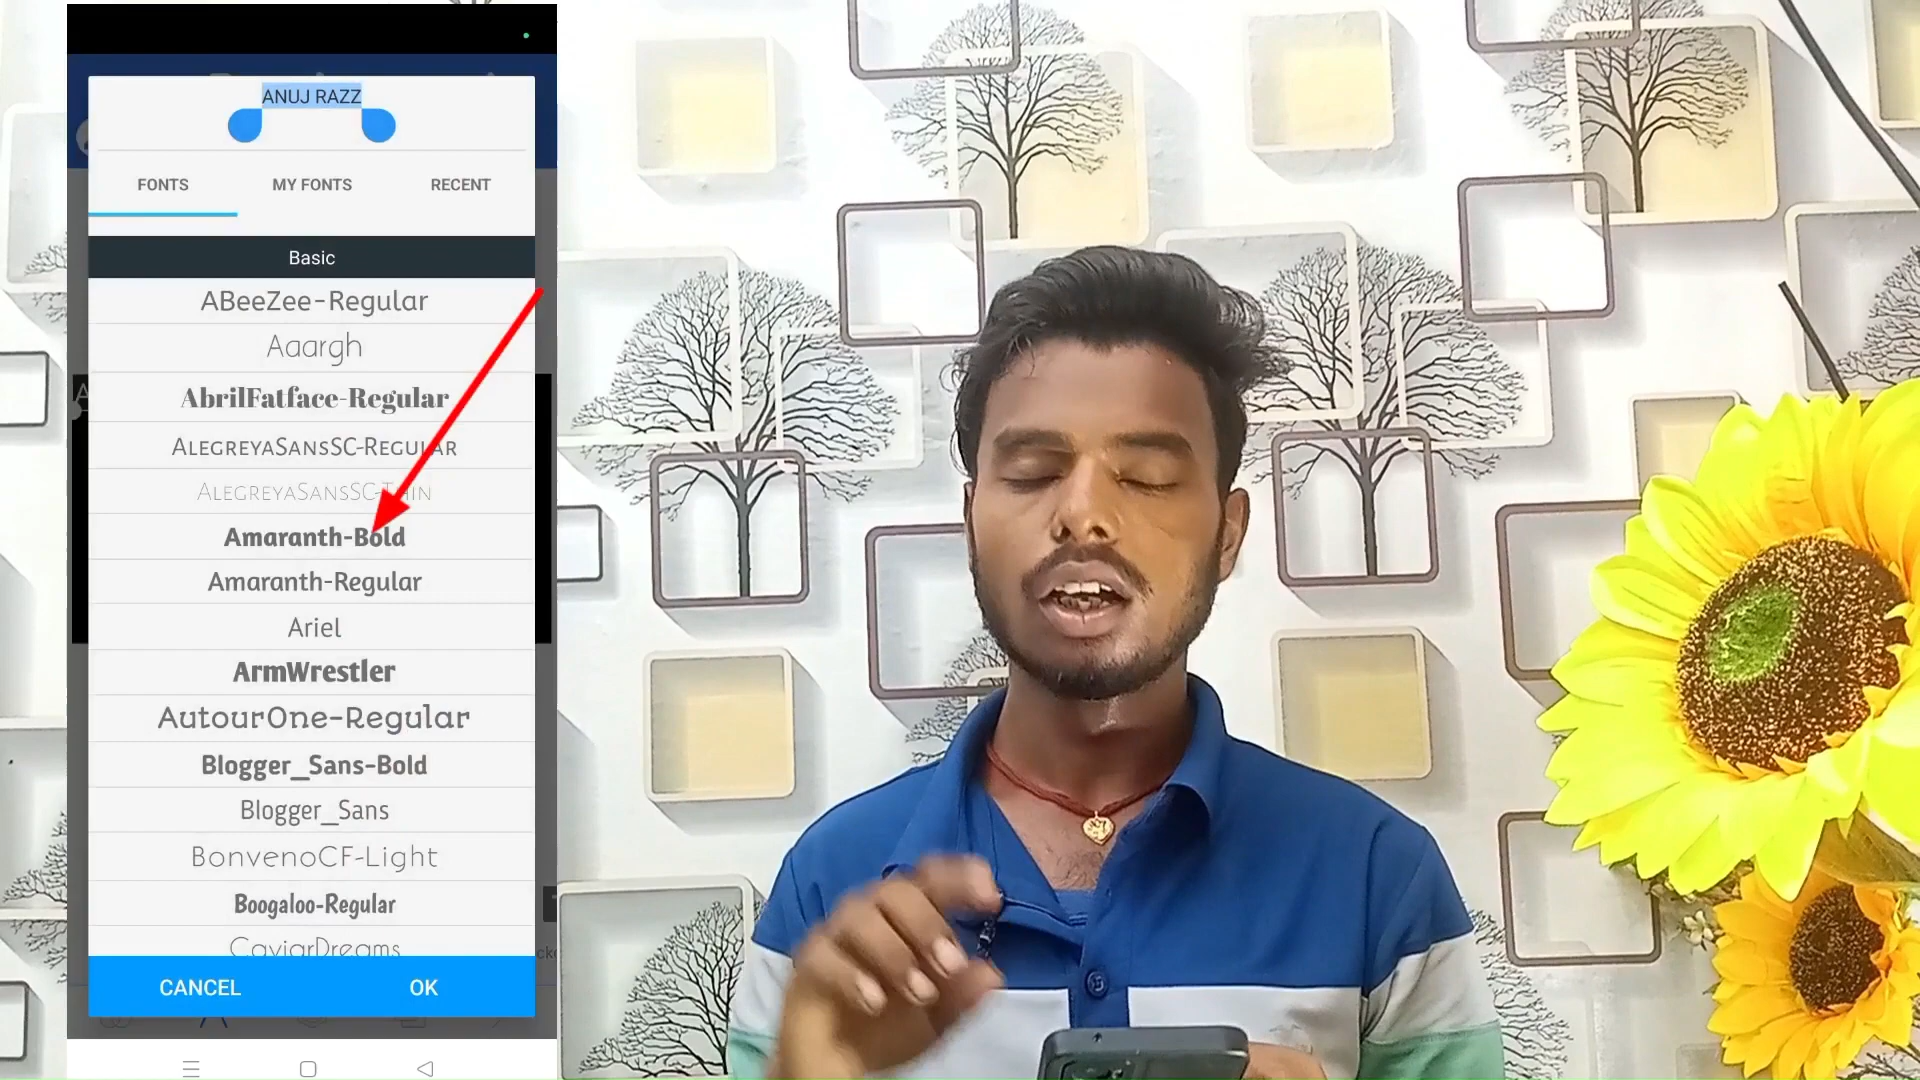 ANUJ RAZZ
FONTS MY FONTS RECENT
Basic
ABeeZee-Regular
Aaargh
AbrilFatface-Regular
AlegreyaSansSC-Regular
AlegreyaSansSC-Thin
Amaranth-Bold
Amaranth-Regular
Ariel
ArmWrestler
AutourOne-Regular
Blogger_Sans-Bold
Blogger_Sans
BonvenoCF-Light
Boogaloo-Regular
CaviarDreams
CANCEL OK